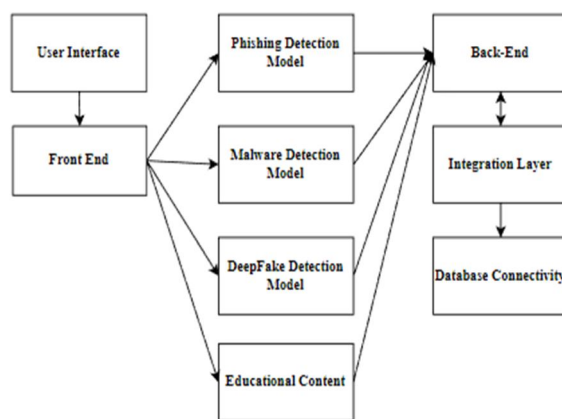 User Interface
Front End
Phishing Detection
Model
Malware Detection
Model
DeepFake Detection
Model
Educational Content
Back-End
Integration Layer
Database Connectivity